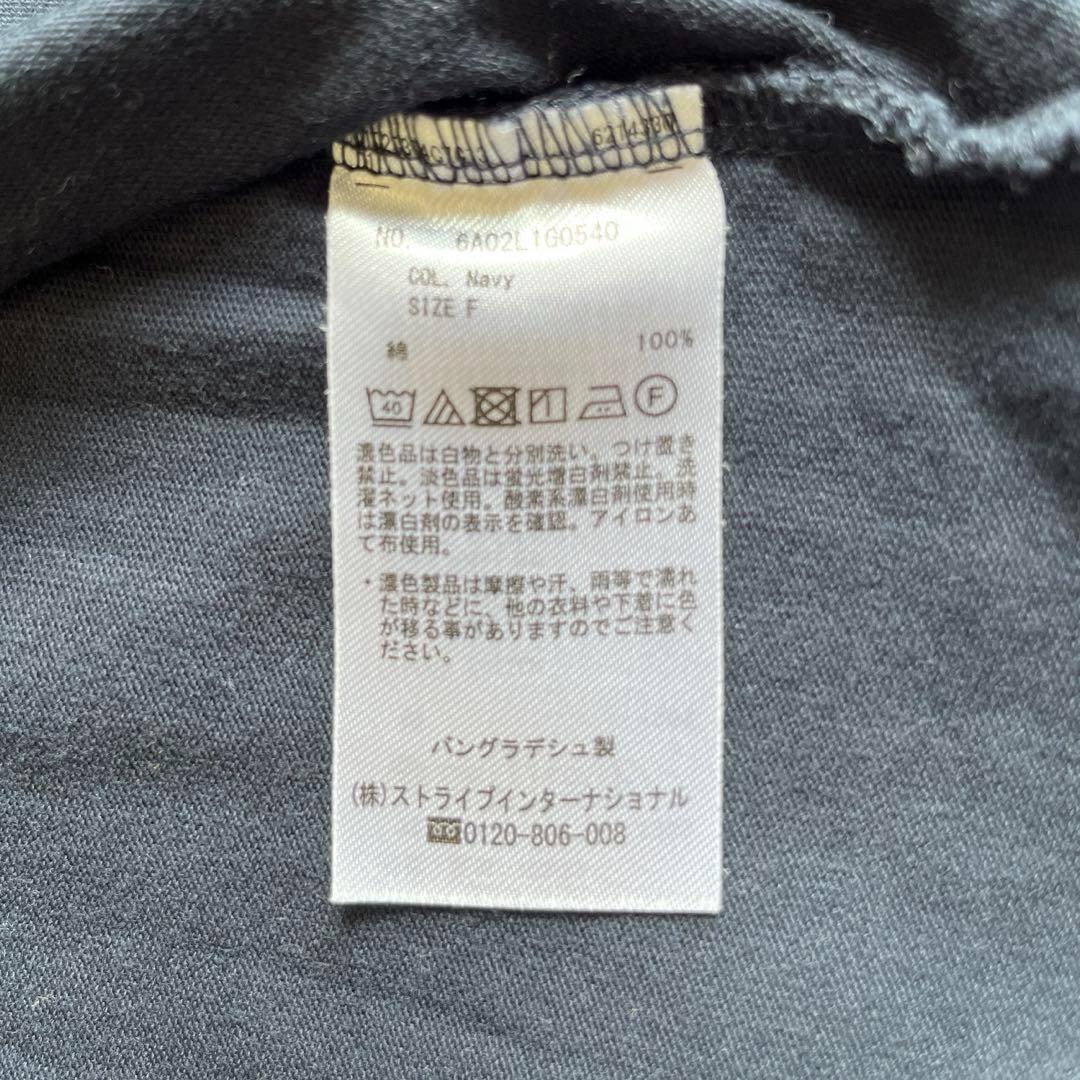 NO. 6A02L1G0540
COL. Navy
SIZE F
綿 100%
40 F
濃色品は白物と分別洗い。つけ置き
禁止。淡色品は蛍光増白剤禁止。洗
濯ネット使用。酸素系漂白剤使用時
は漂白剤の表示を確認。アイロンあ
て布使用。
・濃色製品は摩擦や汗、雨等で濡れ
た時などに、他の衣料や下着に色
が移る事がありますのでご注意く
ださい。
バングラデシュ製
(株)ストライプインターナショナル
0120-806-008